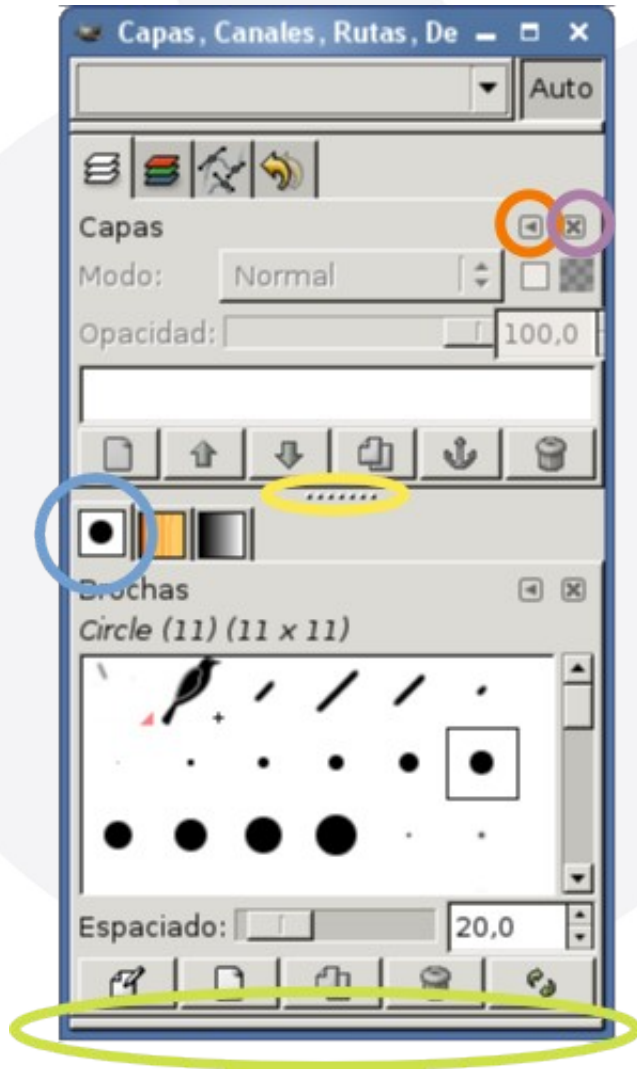 Capas, Canales, Rutas, De
Auto
Capas
Modo: Normal
Opacidad: 100,0
Brochas
Circle (11) (11 x 11)
Espaciado: 20,0